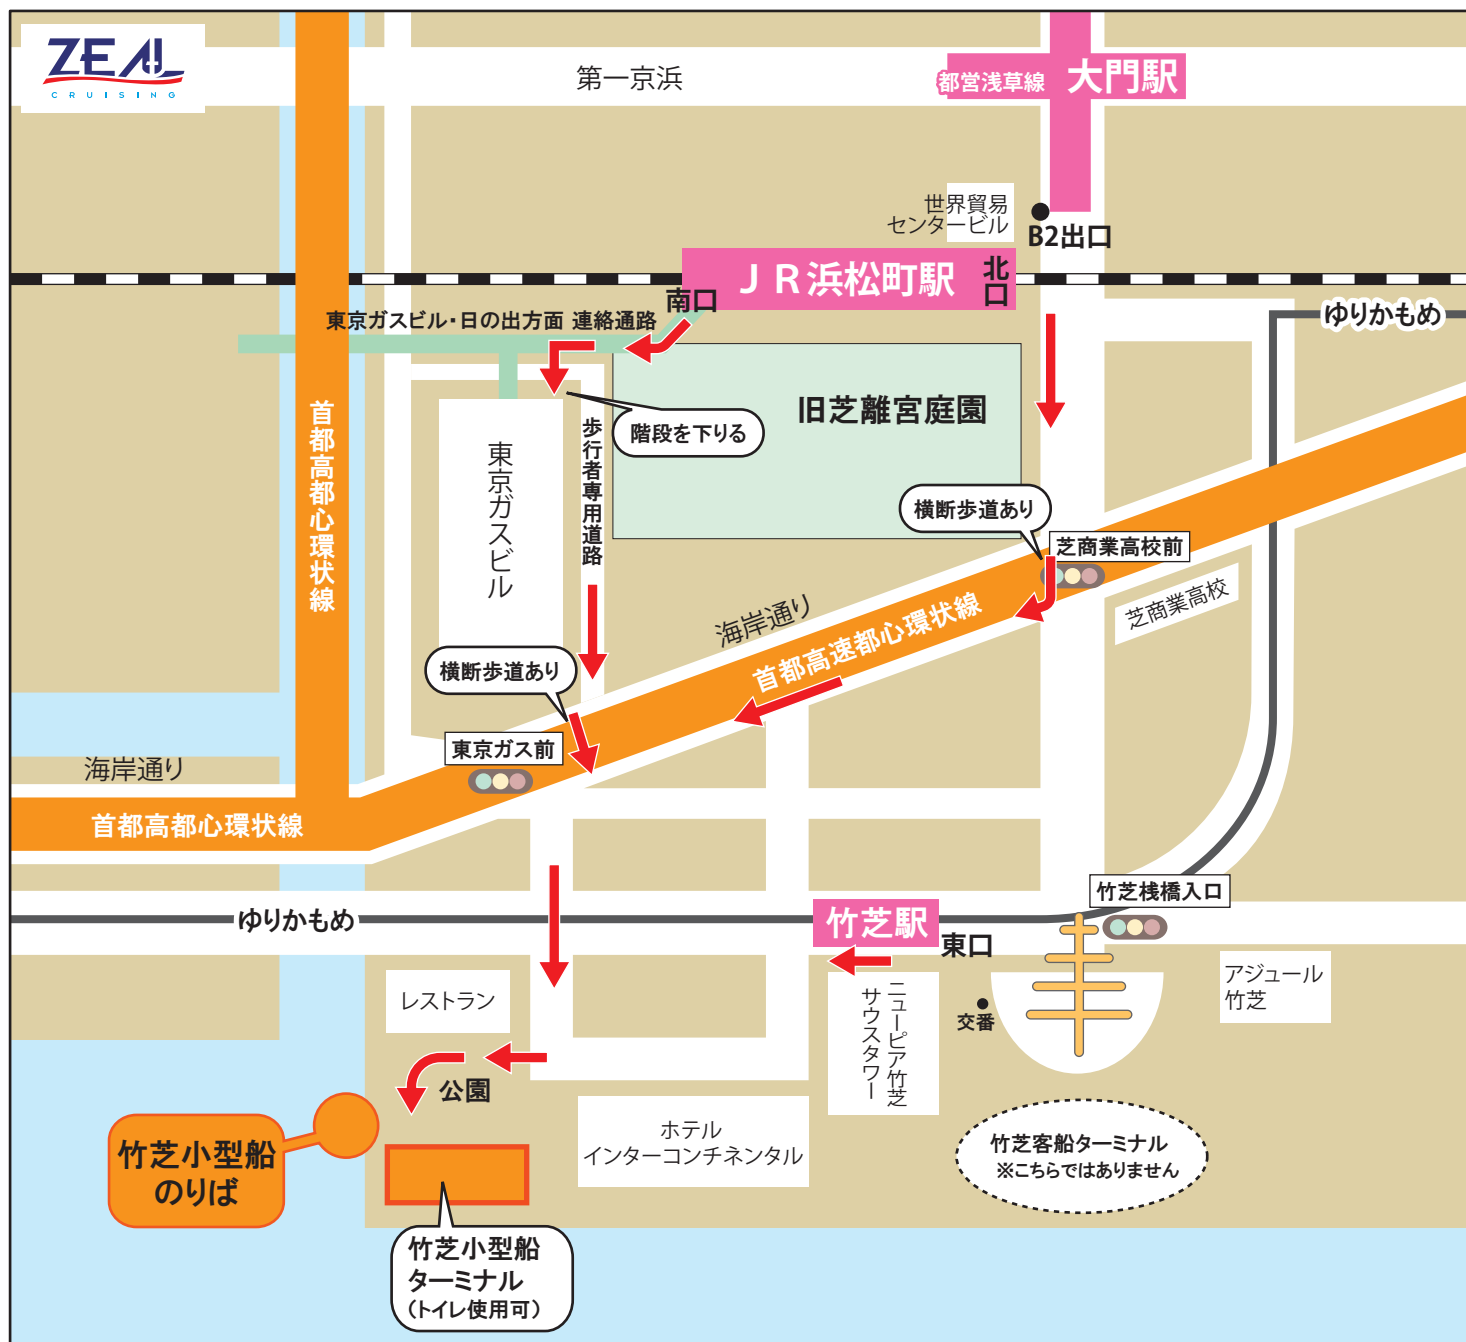 ZEAL
CRUISING
第一京浜
都営浅草線 大門駅
世界貿易
センタービル
B2出口
JR浜松町駅
北口
南口
東京ガスビル・日の出方面 連絡通路
ゆりかもめ
首都高都心環状線
階段を下りる
旧芝離宮庭園
歩行者専用道路
東京ガスビル
横断歩道あり
芝商業高校前
芝商業高校
海岸通り
首都高速都心環状線
横断歩道あり
東京ガス前
海岸通り
首都高都心環状線
竹芝桟橋入口
ゆりかもめ
竹芝駅
東口
レストラン
ニューピア竹芝
サウスタワー
交番
アジュール
竹芝
公園
竹芝小型船
のりば
ホテル
インターコンチネンタル
竹芝客船ターミナル
※こちらではありません
竹芝小型船
ターミナル
(トイレ使用可)